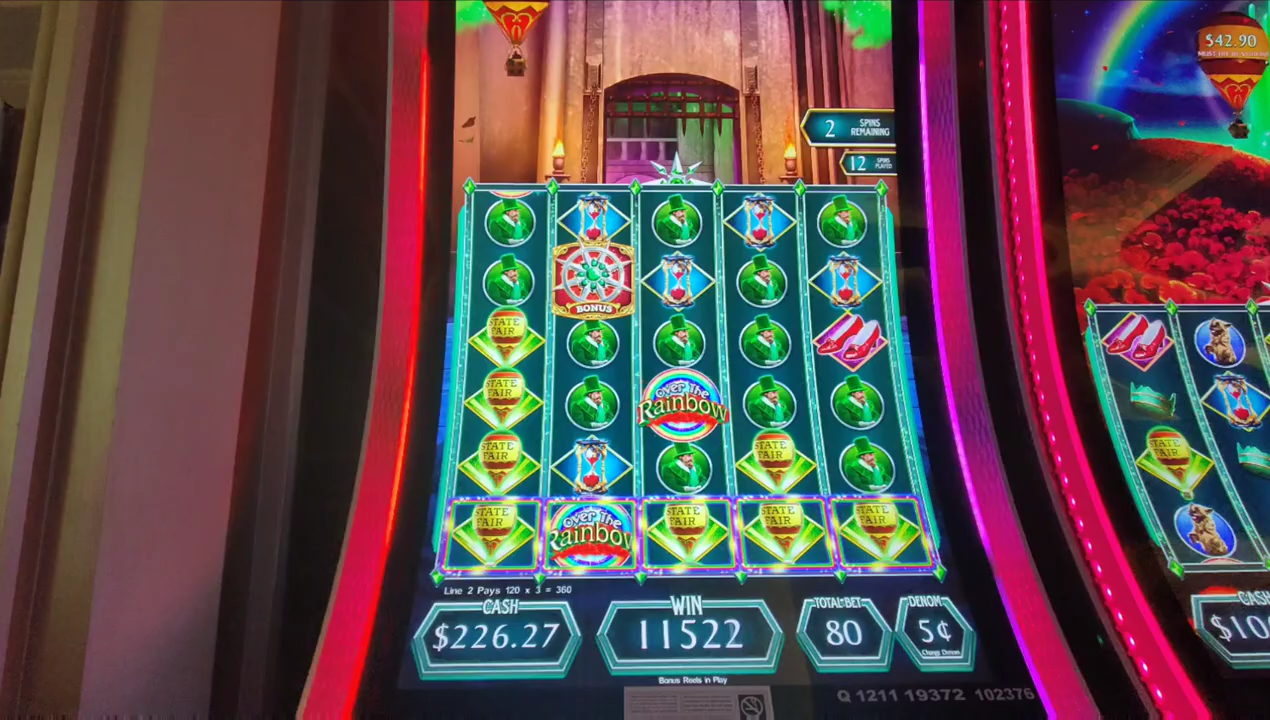 $42.90
2 SPINS REMAINING
12 SPINS PLAYED
BONUS
STATE FAIR
STATE FAIR
OVER THE Rainbow
STATE FAIR
STATE FAIR
STATE FAIR
OVER THE Rainbow
STATE FAIR
STATE FAIR
STATE FAIR
STATE FAIR
Line 2 Pays 120 x 3 = 360
CASH
WIN
TOTAL BET
DENOM
CASH
$226.27
11522
80
5¢
Change Denom
$10
Bonus Reels in Play
Q 1211 19372 102376